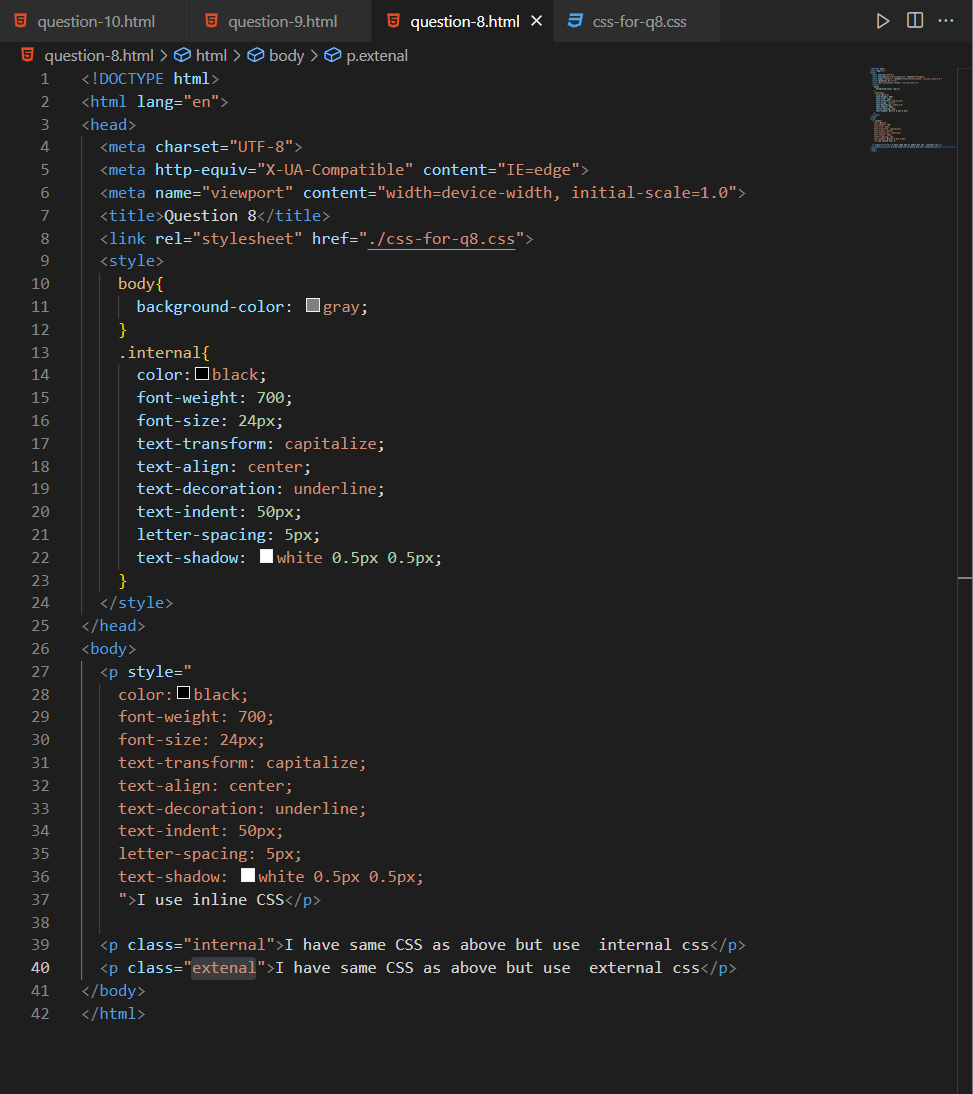 question-10.html question-9.html question-8.html css-for-q8.css
question-8.html > html > body > p.extenal
1 <!DOCTYPE html>
2 <html lang="en">
3 <head>
4 <meta charset="UTF-8">
5 <meta http-equiv="X-UA-Compatible" content="IE=edge">
6 <meta name="viewport" content="width=device-width, initial-scale=1.0">
7 <title>Question 8</title>
8 <link rel="stylesheet" href="./css-for-q8.css">
9 <style>
10 body{
11 background-color: gray;
12 }
13 .internal{
14 color:black;
15 font-weight: 700;
16 font-size: 24px;
17 text-transform: capitalize;
18 text-align: center;
19 text-decoration: underline;
20 text-indent: 50px;
21 letter-spacing: 5px;
22 text-shadow: white 0.5px 0.5px;
23 }
24 </style>
25 </head>
26 <body>
27 <p style="
28 color:black;
29 font-weight: 700;
30 font-size: 24px;
31 text-transform: capitalize;
32 text-align: center;
33 text-decoration: underline;
34 text-indent: 50px;
35 letter-spacing: 5px;
36 text-shadow: white 0.5px 0.5px;
37 ">I use inline CSS</p>
38
39 <p class="internal">I have same CSS as above but use  internal css</p>
40 <p class="extenal">I have same CSS as above but use  external css</p>
41 </body>
42 </html>